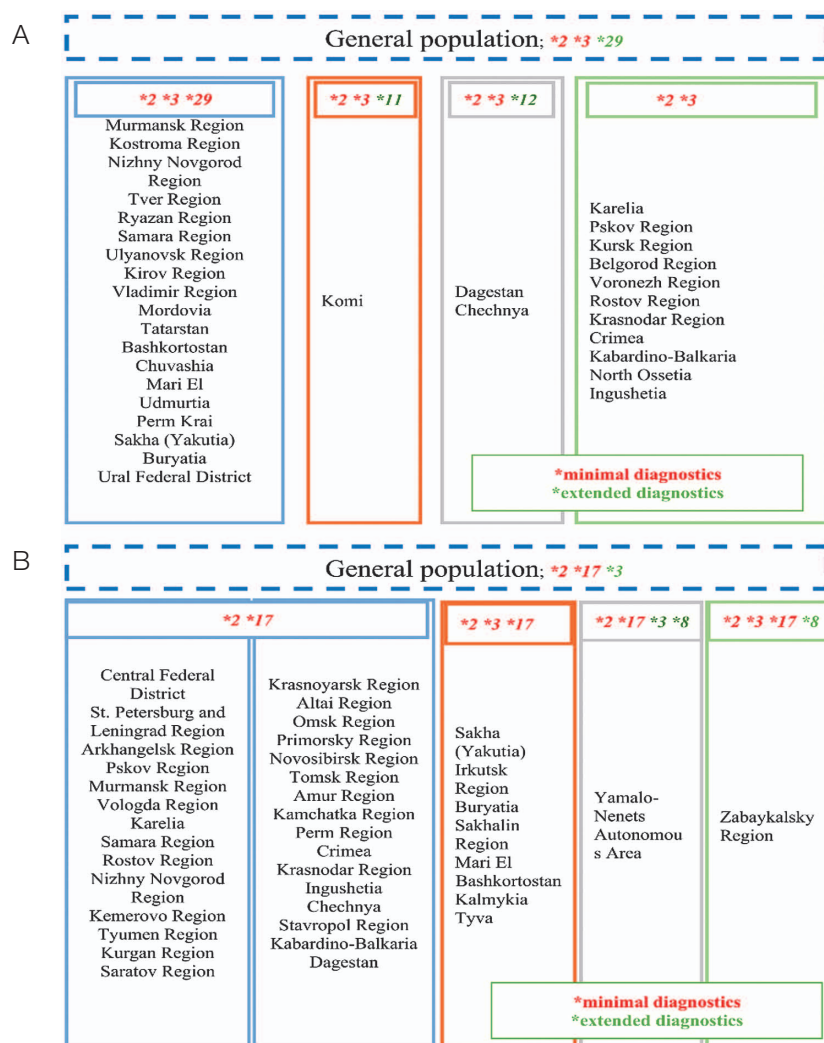 A
General population; *2 *3 *29
*2 *3 *29
Murmansk Region
Kostroma Region
Nizhny Novgorod
Region
Tver Region
Ryazan Region
Samara Region
Ulyanovsk Region
Kirov Region
Vladimir Region
Mordovia
Tatarstan
Bashkortostan
Chuvashia
Mari El
Udmurtia
Perm Krai
Sakha (Yakutia)
Buryatia
Ural Federal District
*2 *3 *11
Komi
*2 *3 *12
Dagestan
Chechnya
*2 *3
Karelia
Pskov Region
Kursk Region
Belgorod Region
Voronezh Region
Rostov Region
Krasnodar Region
Crimea
Kabardino-Balkaria
North Ossetia
Ingushetia
*minimal diagnostics
*extended diagnostics
B
General population; *2 *17 *3
*2 *17
Central Federal
District
St. Petersburg and
Leningrad Region
Arkhangelsk Region
Pskov Region
Murmansk Region
Vologda Region
Karelia
Samara Region
Rostov Region
Nizhny Novgorod
Region
Kemerovo Region
Tyumen Region
Kurgan Region
Saratov Region
Krasnoyarsk Region
Altai Region
Omsk Region
Primorsky Region
Novosibirsk Region
Tomsk Region
Amur Region
Kamchatka Region
Perm Region
Crimea
Krasnodar Region
Ingushetia
Chechnya
Stavropol Region
Kabardino-Balkaria
Dagestan
*2 *3 *17
Sakha
(Yakutia)
Irkutsk
Region
Buryatia
Sakhalin
Region
Mari El
Bashkortostan
Kalmykia
Tyva
*2 *17 *3 *8
Yamalo-
Nenets
Autonomou
s Area
*2 *3 *17 *8
Zabaykalsky
Region
*minimal diagnostics
*extended diagnostics